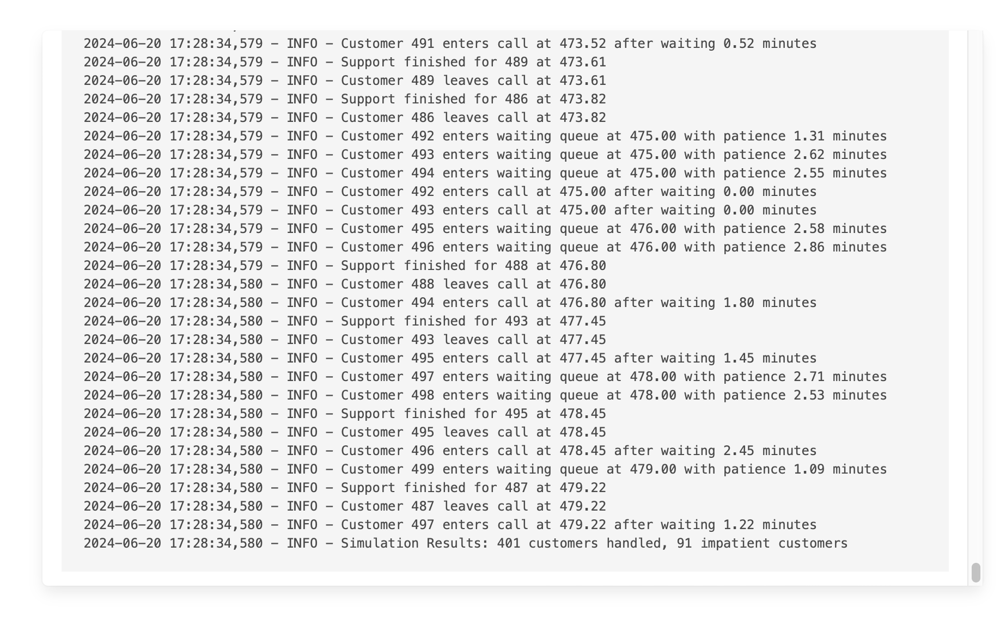 2024-06-20 17:28:34,579 - INFO - Customer 491 enters call at 473.52 after waiting 0.52 minutes
2024-06-20 17:28:34,579 - INFO - Support finished for 489 at 473.61
2024-06-20 17:28:34,579 - INFO - Customer 489 leaves call at 473.61
2024-06-20 17:28:34,579 - INFO - Support finished for 486 at 473.82
2024-06-20 17:28:34,579 - INFO - Customer 486 leaves call at 473.82
2024-06-20 17:28:34,579 - INFO - Customer 492 enters waiting queue at 475.00 with patience 1.31 minutes
2024-06-20 17:28:34,579 - INFO - Customer 493 enters waiting queue at 475.00 with patience 2.62 minutes
2024-06-20 17:28:34,579 - INFO - Customer 494 enters waiting queue at 475.00 with patience 2.55 minutes
2024-06-20 17:28:34,579 - INFO - Customer 492 enters call at 475.00 after waiting 0.00 minutes
2024-06-20 17:28:34,579 - INFO - Customer 493 enters call at 475.00 after waiting 0.00 minutes
2024-06-20 17:28:34,579 - INFO - Customer 495 enters waiting queue at 476.00 with patience 2.58 minutes
2024-06-20 17:28:34,579 - INFO - Customer 496 enters waiting queue at 476.00 with patience 2.86 minutes
2024-06-20 17:28:34,579 - INFO - Support finished for 488 at 476.80
2024-06-20 17:28:34,580 - INFO - Customer 488 leaves call at 476.80
2024-06-20 17:28:34,580 - INFO - Customer 494 enters call at 476.80 after waiting 1.80 minutes
2024-06-20 17:28:34,580 - INFO - Support finished for 493 at 477.45
2024-06-20 17:28:34,580 - INFO - Customer 493 leaves call at 477.45
2024-06-20 17:28:34,580 - INFO - Customer 495 enters call at 477.45 after waiting 1.45 minutes
2024-06-20 17:28:34,580 - INFO - Customer 497 enters waiting queue at 478.00 with patience 2.71 minutes
2024-06-20 17:28:34,580 - INFO - Customer 498 enters waiting queue at 478.00 with patience 2.53 minutes
2024-06-20 17:28:34,580 - INFO - Support finished for 495 at 478.45
2024-06-20 17:28:34,580 - INFO - Customer 495 leaves call at 478.45
2024-06-20 17:28:34,580 - INFO - Customer 496 enters call at 478.45 after waiting 2.45 minutes
2024-06-20 17:28:34,580 - INFO - Customer 499 enters waiting queue at 479.00 with patience 1.09 minutes
2024-06-20 17:28:34,580 - INFO - Support finished for 487 at 479.22
2024-06-20 17:28:34,580 - INFO - Customer 487 leaves call at 479.22
2024-06-20 17:28:34,580 - INFO - Customer 497 enters call at 479.22 after waiting 1.22 minutes
2024-06-20 17:28:34,580 - INFO - Simulation Results: 401 customers handled, 91 impatient customers